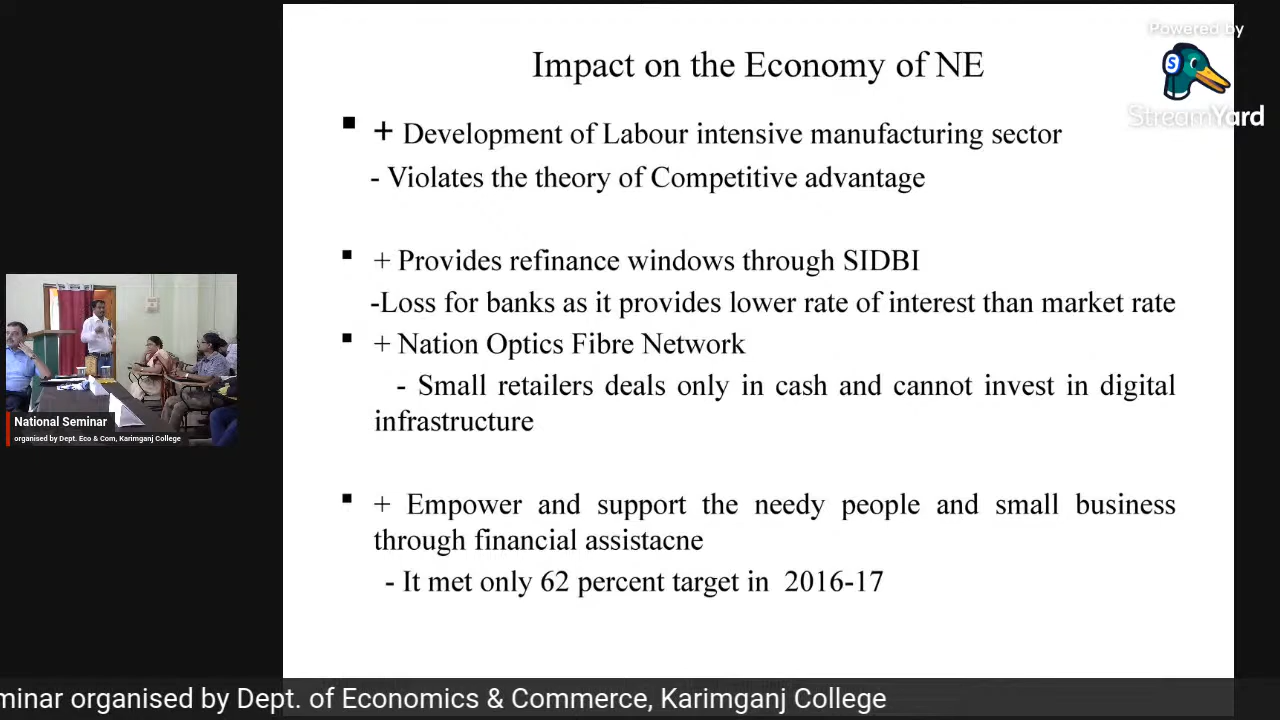 Impact on the Economy of NE
Powered by
S
StreamYard
+ Development of Labour intensive manufacturing sector
- Violates the theory of Competitive advantage
+ Provides refinance windows through SIDBI
-Loss for banks as it provides lower rate of interest than market rate
+ Nation Optics Fibre Network
- Small retailers deals only in cash and cannot invest in digital
infrastructure
+ Empower and support the needy people and small business
through financial assistacne
- It met only 62 percent target in 2016-17
National Seminar
organised by Dept. Eco & Com, Karimganj College
minar organised by Dept. of Economics & Commerce, Karimganj College